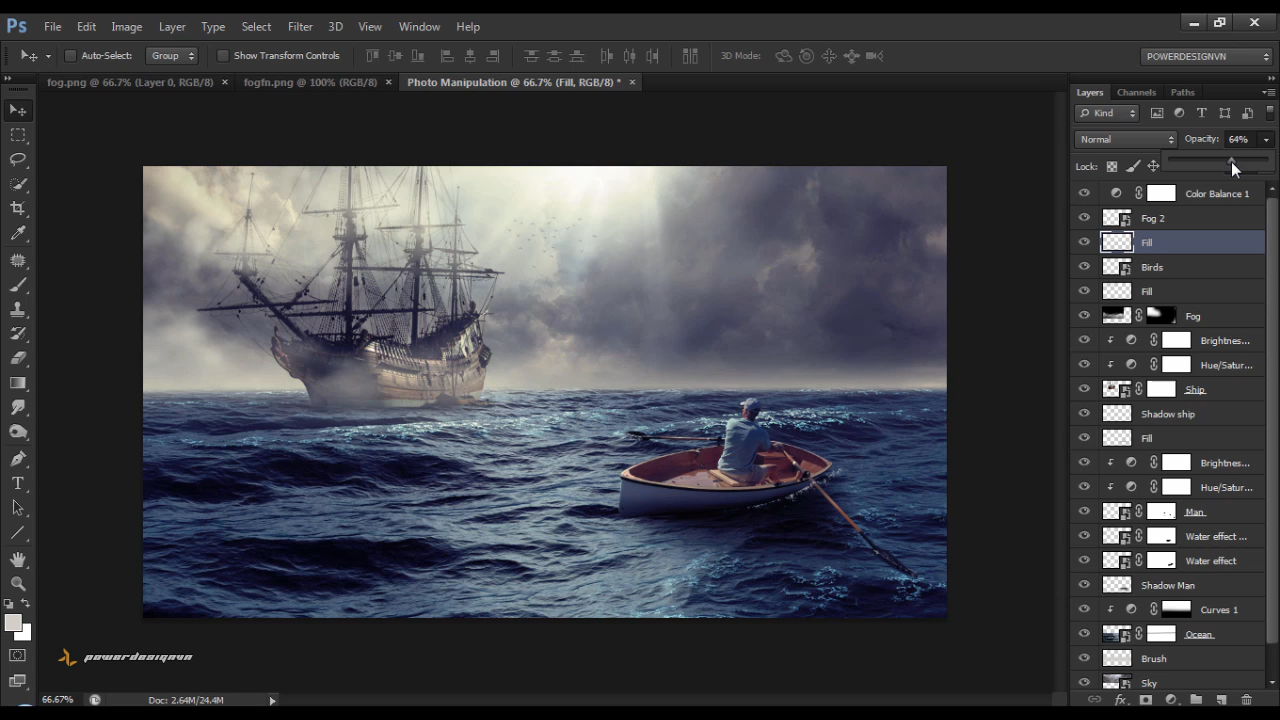 Ps File Edit Image Layer Type Select Filter 3D View Window Help
Auto-Select: Group Show Transform Controls 3D Mode: POWERDESIGNVN
fog.png @ 66.7% (Layer 0, RGB/8) × fogfn.png @ 100% (RGB/8) × Photo Manipulation @ 66.7% (Fill, RGB/8) * ×
Layers Channels Paths
Kind
Normal Opacity: 64%
Lock:
Color Balance 1
Fog 2
Fill
Birds
Fill
Fog
Brightnes...
Hue/Satur...
Ship
Shadow ship
Fill
Brightnes...
Hue/Satur...
Man
Water effect ...
Water effect
Shadow Man
Curves 1
Ocean
Brush
Sky
powerdesignvn
66.67% Doc: 2.64M/24.4M